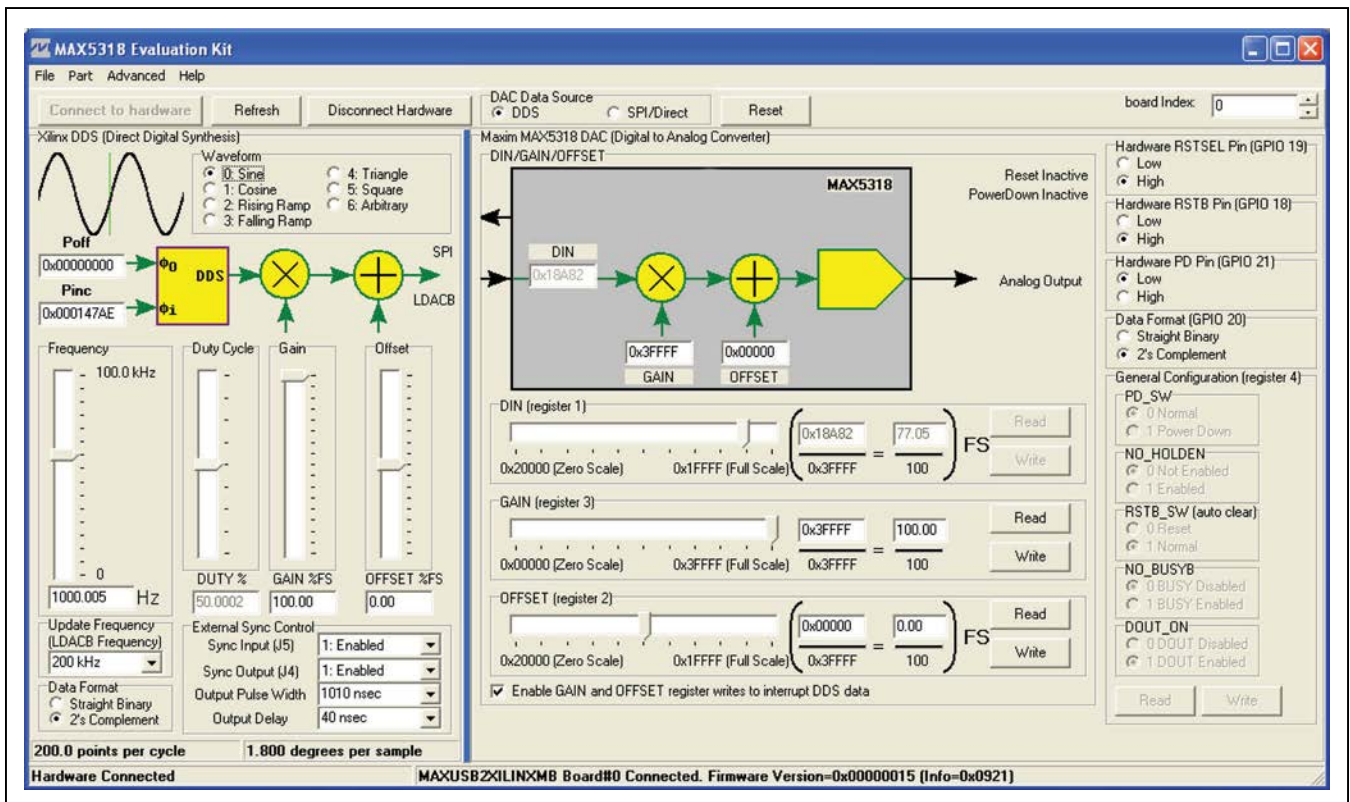 MAX5318 Evaluation Kit
File Part Advanced Help
Connect to hardware Refresh Disconnect Hardware
DAC Data Source
DDS SPI/Direct Reset
board Index: 0
Xilinx DDS (Direct Digital Synthesis)
Waveform
0: Sine 4: Triangle
1: Cosine 5: Square
2: Rising Ramp 6: Arbitrary
3: Falling Ramp
Poff
0x00000000
Pinc
0x000147AE
ϕ0 DDS
ϕi
SPI
LDACB
Frequency
100.0 kHz
0
1000.005 Hz
Duty Cycle
DUTY %
50.0002
Gain
GAIN %FS
100.00
Offset
OFFSET %FS
0.00
Update Frequency
(LDACB Frequency)
200 kHz
Data Format
Straight Binary
2's Complement
External Sync Control
Sync Input (J5) 1: Enabled
Sync Output (J4) 1: Enabled
Output Pulse Width 1010 nsec
Output Delay 40 nsec
200.0 points per cycle 1.800 degrees per sample
Maxim MAX5318 DAC (Digital to Analog Converter)
DIN/GAIN/OFFSET
MAX5318
Reset Inactive
PowerDown Inactive
DIN
0x18A82
Analog Output
0x3FFFF 0x00000
GAIN OFFSET
DIN (register 1)
0x20000 (Zero Scale) 0x1FFFF (Full Scale)
0x18A82 77.05
0x3FFFF = 100
FS
Read
Write
GAIN (register 3)
0x00000 (Zero Scale) 0x3FFFF (Full Scale)
0x3FFFF 100.00
0x3FFFF = 100
Read
Write
OFFSET (register 2)
0x20000 (Zero Scale) 0x1FFFF (Full Scale)
0x00000 0.00
0x3FFFF = 100
FS
Read
Write
Enable GAIN and OFFSET register writes to interrupt DDS data
Hardware RSTSEL Pin (GPIO 19)
Low
High
Hardware RSTB Pin (GPIO 18)
Low
High
Hardware PD Pin (GPIO 21)
Low
High
Data Format (GPIO 20)
Straight Binary
2's Complement
General Configuration (register 4)
PD_SW
0 Normal
1 Power Down
NO_HOLDEN
0 Not Enabled
1 Enabled
RSTB_SW (auto clear)
0 Reset
1 Normal
NO_BUSYB
0 BUSY Disabled
1 BUSY Enabled
DOUT_ON
0 DOUT Disabled
1 DOUT Enabled
Read Write
Hardware Connected MAXUSB2XILINXMB Board#0 Connected. Firmware Version=0x00000015 (Info=0x0921)